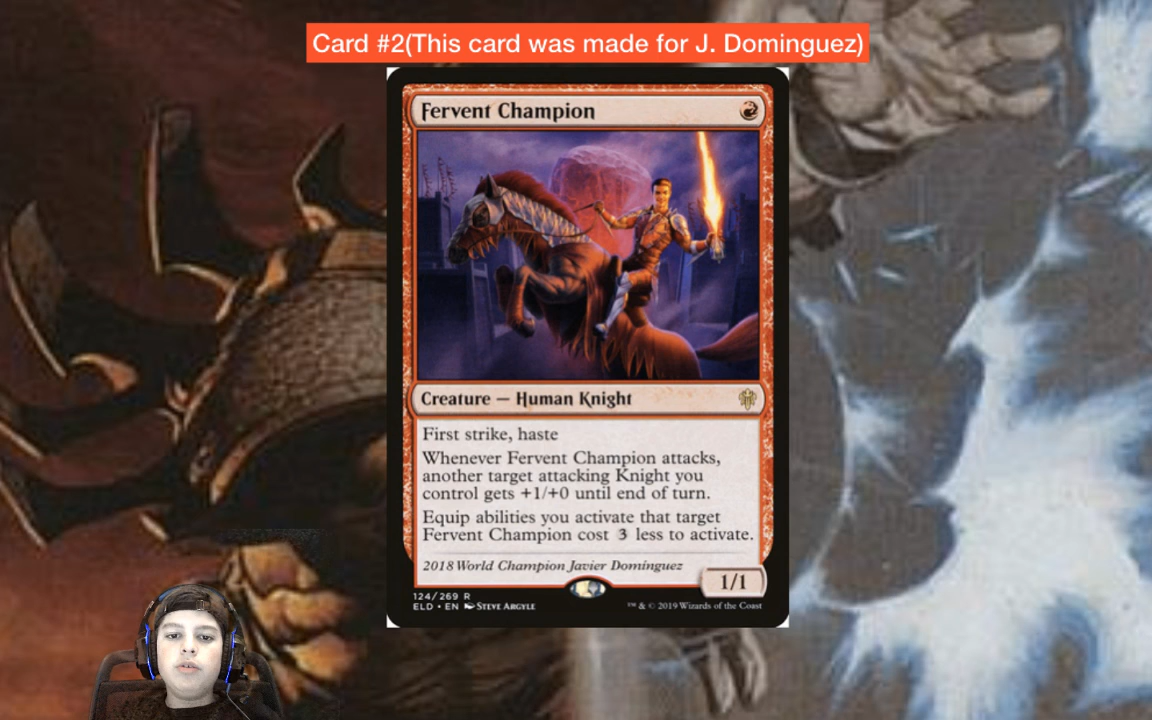 Card #2(This card was made for J. Dominguez)
Fervent Champion
Creature — Human Knight
First strike, haste
Whenever Fervent Champion attacks,
another target attacking Knight you
control gets +1/+0 until end of turn.
Equip abilities you activate that target
Fervent Champion cost 3 less to activate.
2018 World Champion Javier Domínguez
1/1
124/269 R
ELD • EN Steve Argyle
™ & © 2019 Wizards of the Coast